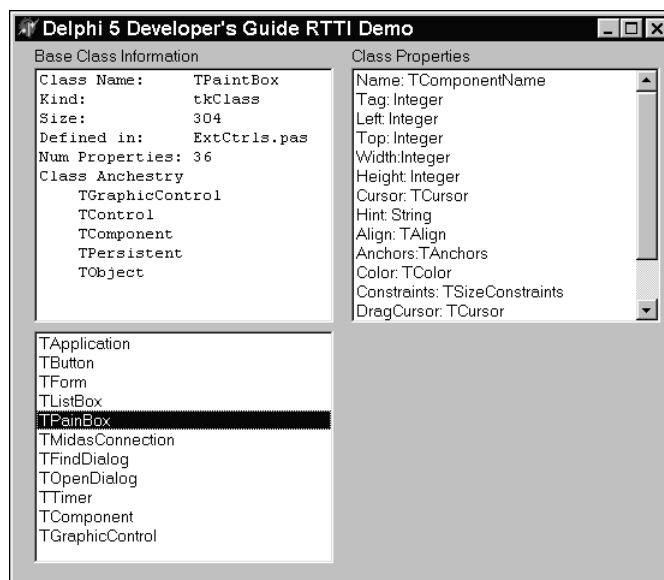 Delphi 5 Developer's Guide RTTI Demo
Base Class Information
Class Name: TPaintBox
Kind: tkClass
Size: 304
Defined in: ExtCtrls.pas
Num Properties: 36
Class Anchestry
TGraphicControl
TControl
TComponent
TPersistent
TObject
Class Properties
Name: TComponentName
Tag: Integer
Left: Integer
Top: Integer
Width:Integer
Height: Integer
Cursor: TCursor
Hint: String
Align: TAlign
Anchors:TAnchors
Color: TColor
Constraints: TSizeConstraints
DragCursor: TCursor
TApplication
TButton
TForm
TListBox
TPainBox
TMidasConnection
TFindDialog
TOpenDialog
TTimer
TComponent
TGraphicControl